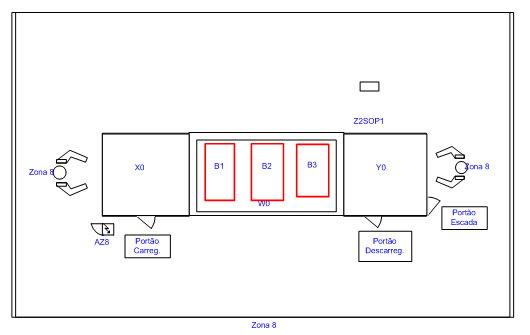 Z2SOP1
B1
B2
B3
X0
Y0
Zona 8
Zona 8
W0
Portão
Escada
AZ8
Portão
Carreg.
Portão
Descarreg.
Zona 8